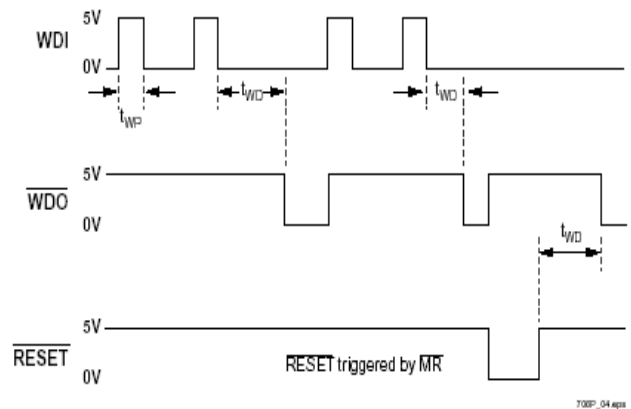 5V
WDI
0V
tWP
tWD
tWD
5V
WDO
0V
tWD
5V
RESET
0V
RESET triggered by MR
706P_04.eps